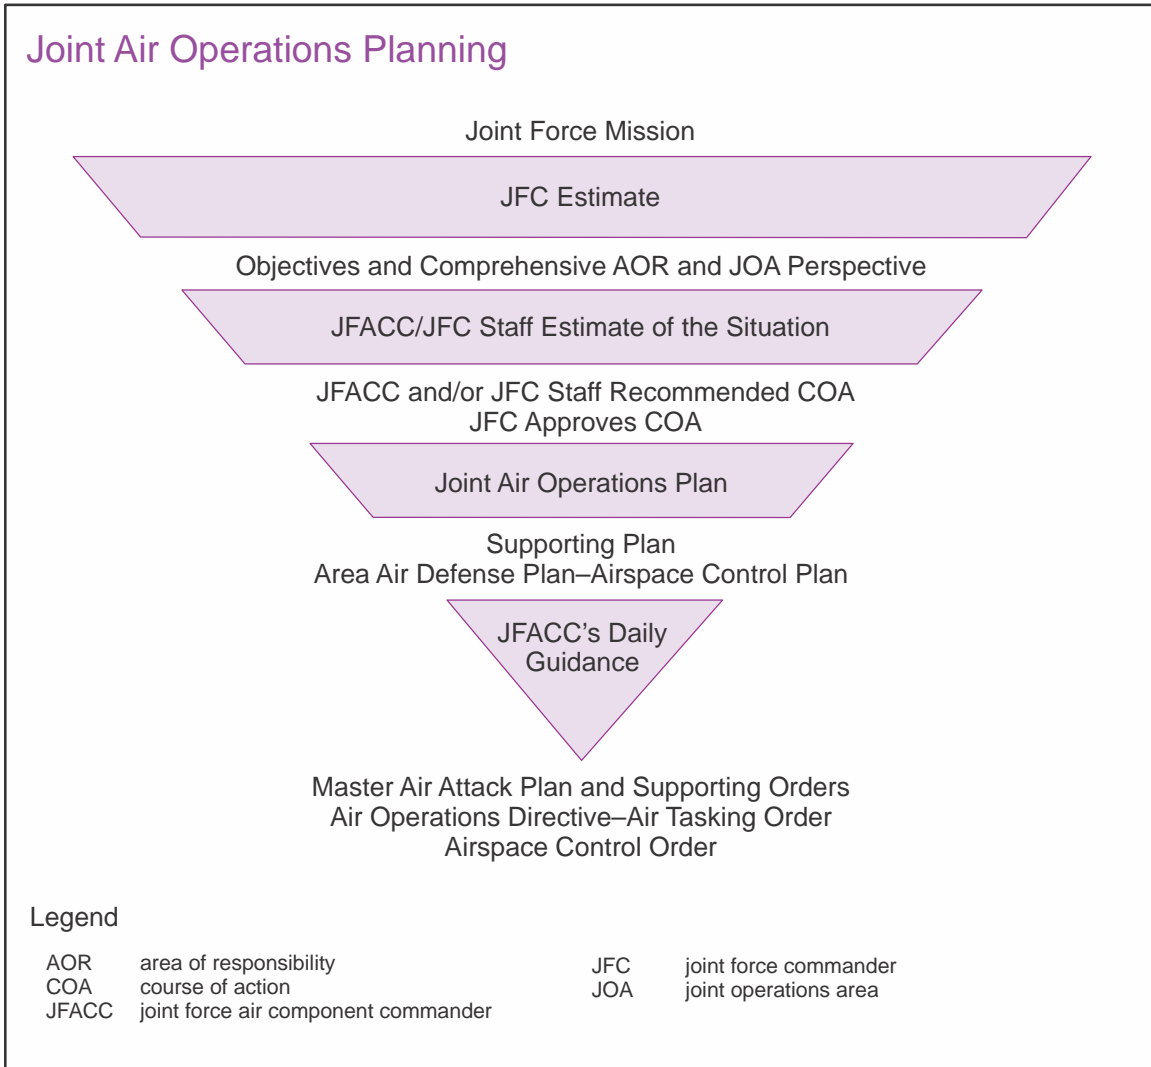 Joint Air Operations Planning
Joint Force Mission
JFC Estimate
Objectives and Comprehensive AOR and JOA Perspective
JFACC/JFC Staff Estimate of the Situation
JFACC and/or JFC Staff Recommended COA
JFC Approves COA
Joint Air Operations Plan
Supporting Plan
Area Air Defense Plan–Airspace Control Plan
JFACC’s Daily
Guidance
Master Air Attack Plan and Supporting Orders
Air Operations Directive–Air Tasking Order
Airspace Control Order
Legend
AOR area of responsibility
COA course of action
JFACC joint force air component commander
JFC joint force commander
JOA joint operations area